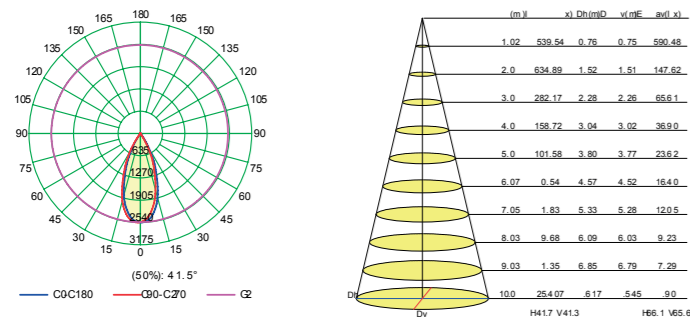 180
165 165
150 150
135 135
120 120
105 105
90 90
75 75
60 60
45 45
30 30
15 15
0
635
1270
1905
2540
3175
(50%): 41.5°
C0-C180
C90-C270
G2
(m)l x) Dh(m)D v(m)E av(l x)
1.02 539.54 0.76 0.75 590.48
2.0 634.89 1.52 1.51 147.62
3.0 282.17 2.28 2.26 65.61
4.0 158.72 3.04 3.02 36.90
5.0 101.58 3.80 3.77 23.62
6.07 0.54 4.57 4.52 16.40
7.05 1.83 5.33 5.28 12.05
8.03 9.68 6.09 6.03 9.23
9.03 1.35 6.85 6.79 7.29
10.0 25.407 .617 .545 .90
Dh
Dv
H41.7 V41.3 H66.1 V65.6